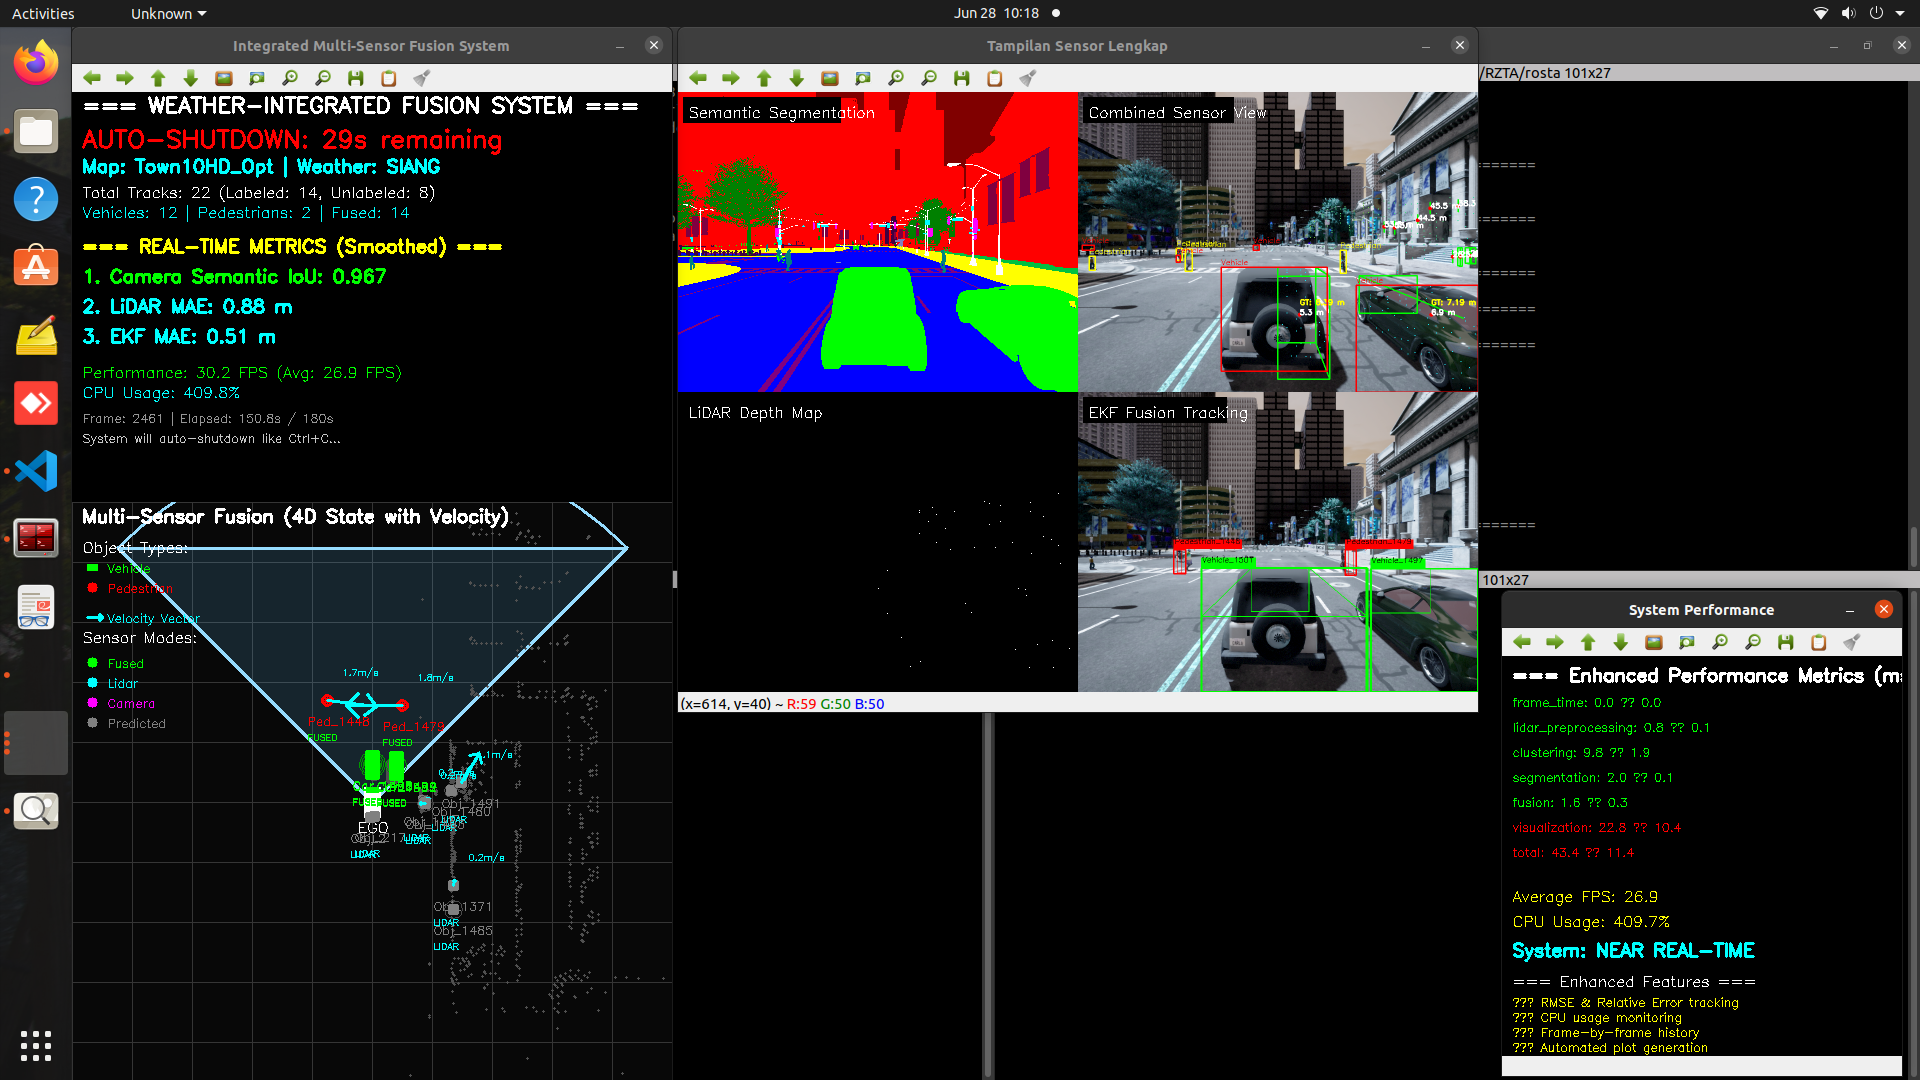 Activities
Unknown
Jun 28 10:18
Integrated Multi-Sensor Fusion System
=== WEATHER-INTEGRATED FUSION SYSTEM ===
AUTO-SHUTDOWN: 29s remaining
Map: Town10HD_Opt | Weather: SIANG
Total Tracks: 22 (Labeled: 14, Unlabeled: 8)
Vehicles: 12 | Pedestrians: 2 | Fused: 14
=== REAL-TIME METRICS (Smoothed) ===
1. Camera Semantic IoU: 0.967
2. LiDAR MAE: 0.88 m
3. EKF MAE: 0.51 m
Performance: 30.2 FPS (Avg: 26.9 FPS)
CPU Usage: 409.8%
Frame: 2461 | Elapsed: 150.8s / 180s
System will auto-shutdown like Ctrl+C...
Multi-Sensor Fusion (4D State with Velocity)
Object Types:
Vehicle
Pedestrian
Velocity Vector
Sensor Modes:
Fused
Lidar
Camera
Predicted
1.7m/s
1.8m/s
Ped_1448
FUSED
Ped_1479
FUSED
FUSED
FUSED
EGO
LIDAR
Obj_1491
Obj_1480
LIDAR
LIDAR
LIDAR
0.2m/s
Obj_1371
LIDAR
Obj_1485
LIDAR
Tampilan Sensor Lengkap
Semantic Segmentation
Combined Sensor View
45.5 m
44.5 m
Vehicle
Vehicle
Pedestrian
5.3 m
GT: 7.19 m
6.9 m
LiDAR Depth Map
EKF Fusion Tracking
Pedestrian_1448
Pedestrian_1479
Vehicle_1501
Vehicle_1497
(x=614, y=40) ~ R:59 G:50 B:50
/RZTA/rosta 101x27
=======
=======
=======
=======
=======
=======
101x27
System Performance
=== Enhanced Performance Metrics (ms
frame_time: 0.0 ?? 0.0
lidar_preprocessing: 0.8 ?? 0.1
clustering: 9.8 ?? 1.9
segmentation: 2.0 ?? 0.1
fusion: 1.6 ?? 0.3
visualization: 22.8 ?? 10.4
total: 43.4 ?? 11.4
Average FPS: 26.9
CPU Usage: 409.7%
System: NEAR REAL-TIME
=== Enhanced Features ===
??? RMSE & Relative Error tracking
??? CPU usage monitoring
??? Frame-by-frame history
??? Automated plot generation